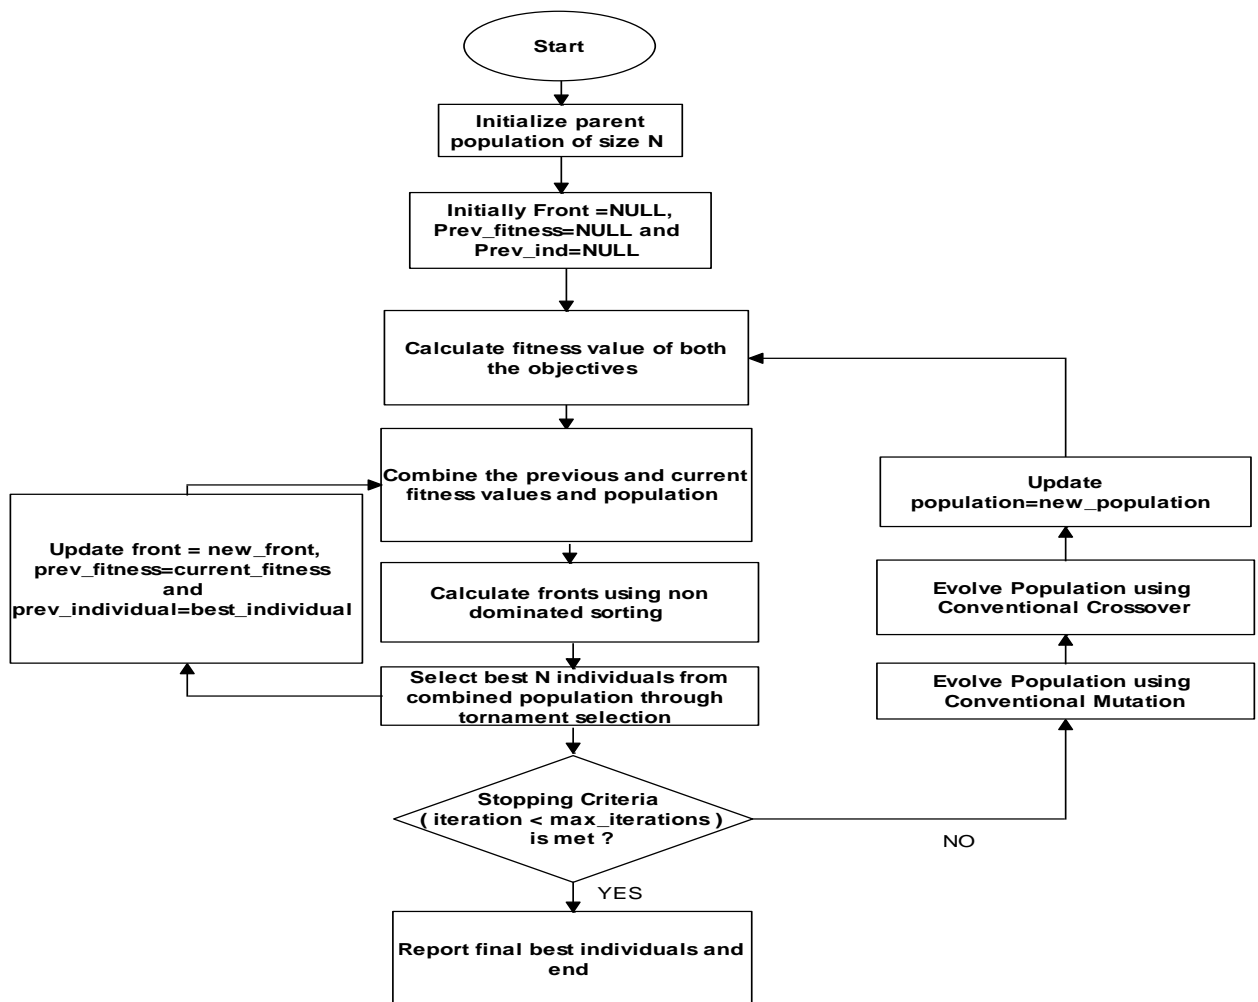 Start
Initialize parent
population of size N
Initially Front =NULL,
Prev_fitness=NULL and
Prev_ind=NULL
Calculate fitness value of both
the objectives
Combine the previous and current
fitness values and population
Update front = new_front,
prev_fitness=current_fitness
and
prev_individual=best_individual
Calculate fronts using non
dominated sorting
Select best N individuals from
combined population through
tornament selection
Stopping Criteria
( iteration < max_iterations )
is met ?
NO
YES
Report final best individuals and
end
Update
population=new_population
Evolve Population using
Conventional Crossover
Evolve Population using
Conventional Mutation